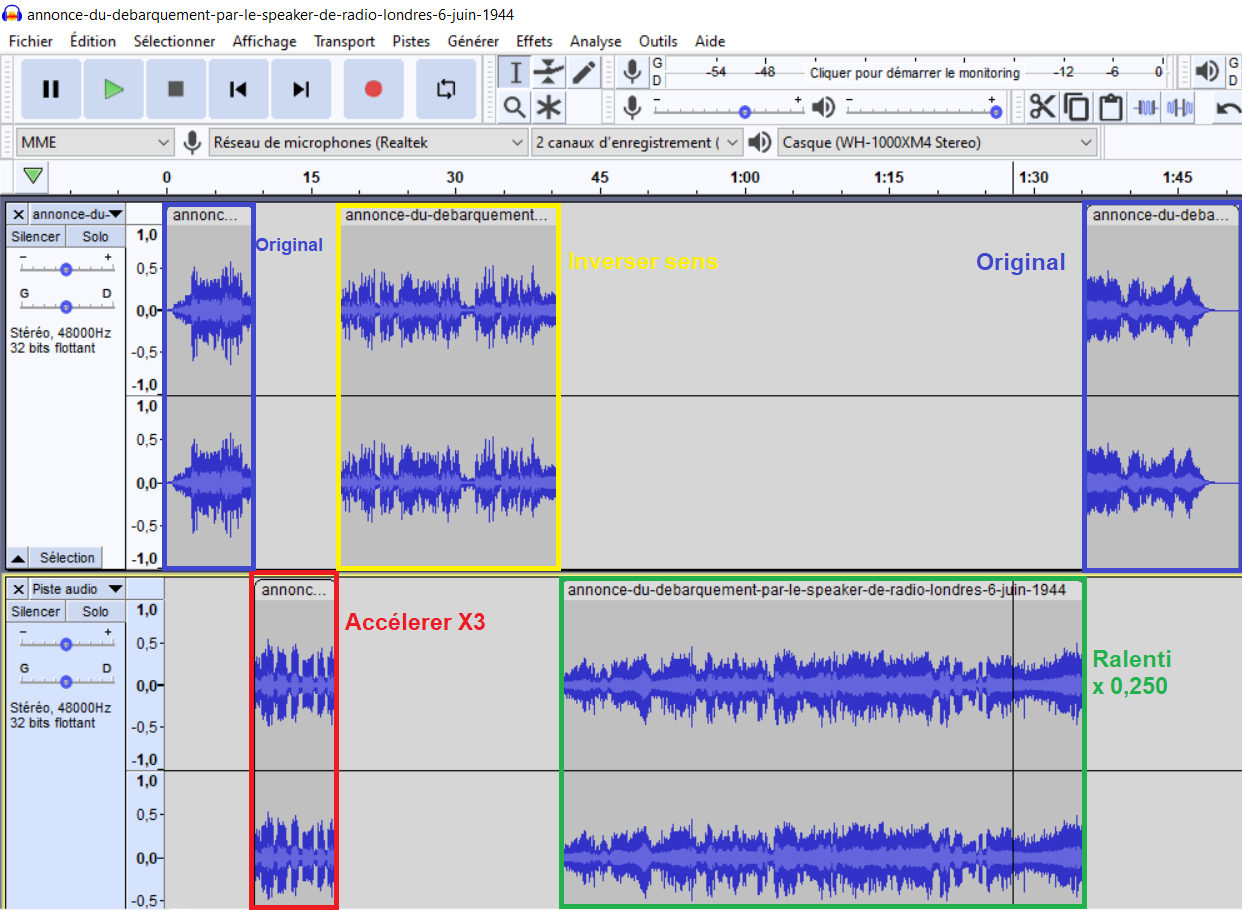 annonce-du-debarquement-par-le-speaker-de-radio-londres-6-juin-1944
Fichier Édition Sélectionner Affichage Transport Pistes Générer Effets Analyse Outils Aide
G
D
-54 -48 Cliquer pour démarrer le monitoring -12 -6 0
G
D
- + - +
MME Réseau de microphones (Realtek 2 canaux d'enregistrement ( Casque (WH-1000XM4 Stereo)
0 15 30 45 1:00 1:15 1:30 1:45
annonce-du- annonc... annonce-du-debarquement... annonce-du-deba...
Silencer Solo
- +
G D
Stéréo, 48000Hz
32 bits flottant
Sélection
1,0
0,5
0,0
-0,5
-1,0
1,0
0,5
0,0
-0,5
-1,0
Original
Inverser sens
Original
Piste audio annonc... annonce-du-debarquement-par-le-speaker-de-radio-londres-6-juin-1944
Silencer Solo
- +
G D
Stéréo, 48000Hz
32 bits flottant
1,0
0,5
0,0
-0,5
-1,0
1,0
0,5
0,0
-0,5
Accélerer X3
Ralenti
x 0,250